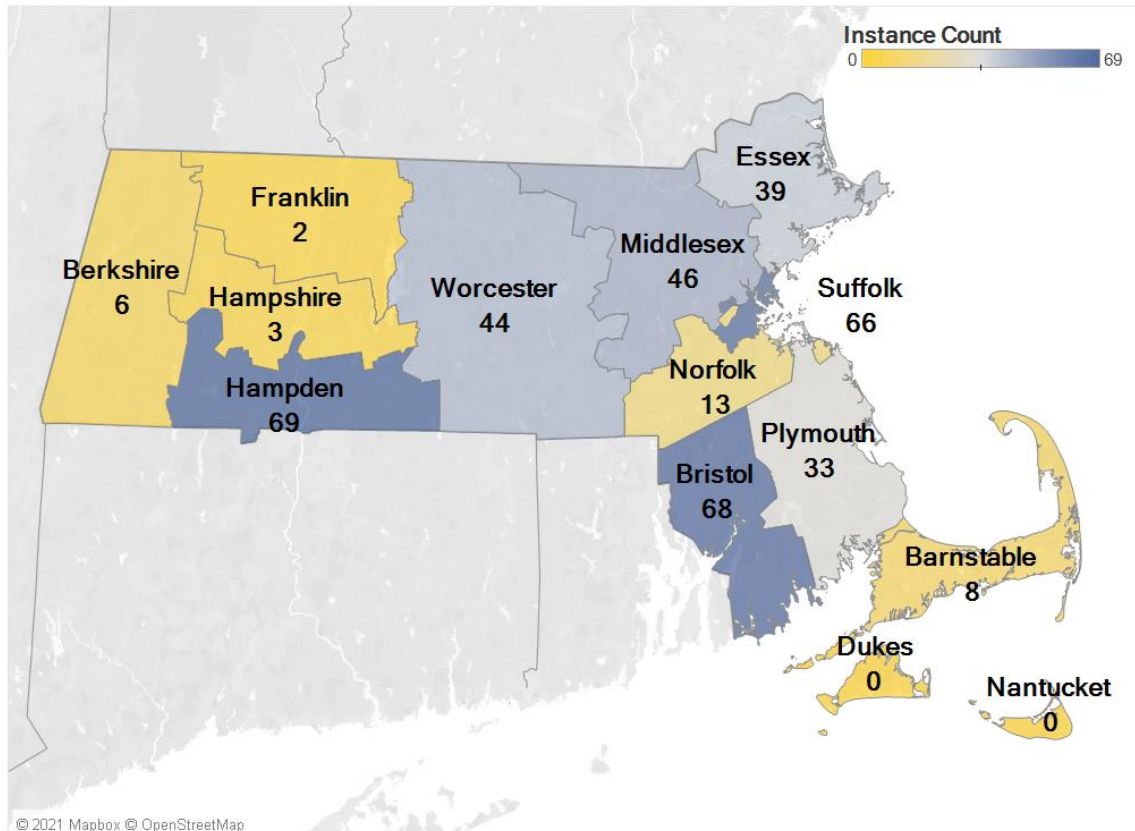 Instance Count
0 69
Essex
39
Franklin
2
Middlesex
46
Berkshire
6
Hampshire
3
Worcester
44
Suffolk
66
Hampden
69
Norfolk
13
Plymouth
33
Bristol
68
Barnstable
8
Dukes
0
Nantucket
0
© 2021 Mapbox © OpenStreetMap